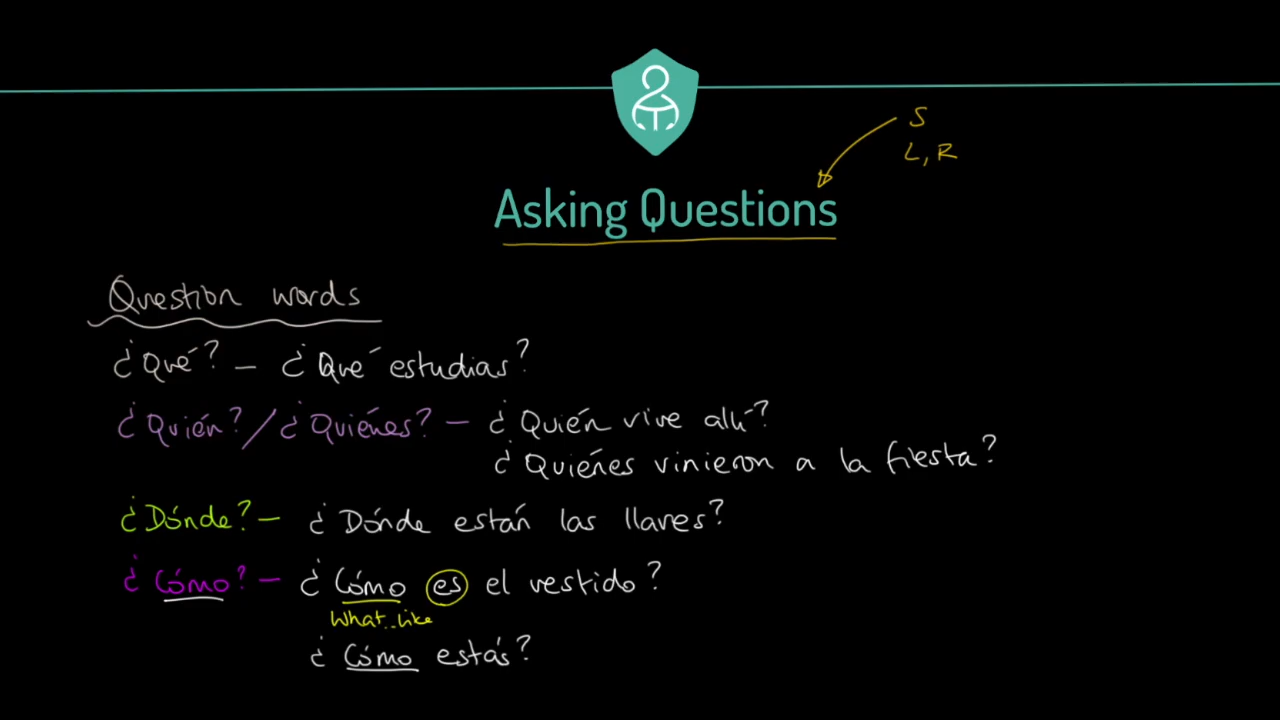 S
L, R
Asking Questions
Question words
¿Qué? – ¿Qué estudias?
¿Quién? / ¿Quiénes? – ¿Quién vive allí?
¿Quiénes vinieron a la fiesta?
¿Dónde? – ¿Dónde están las llaves?
¿Cómo? – ¿Cómo es el vestido?
What..like
¿Cómo estás?